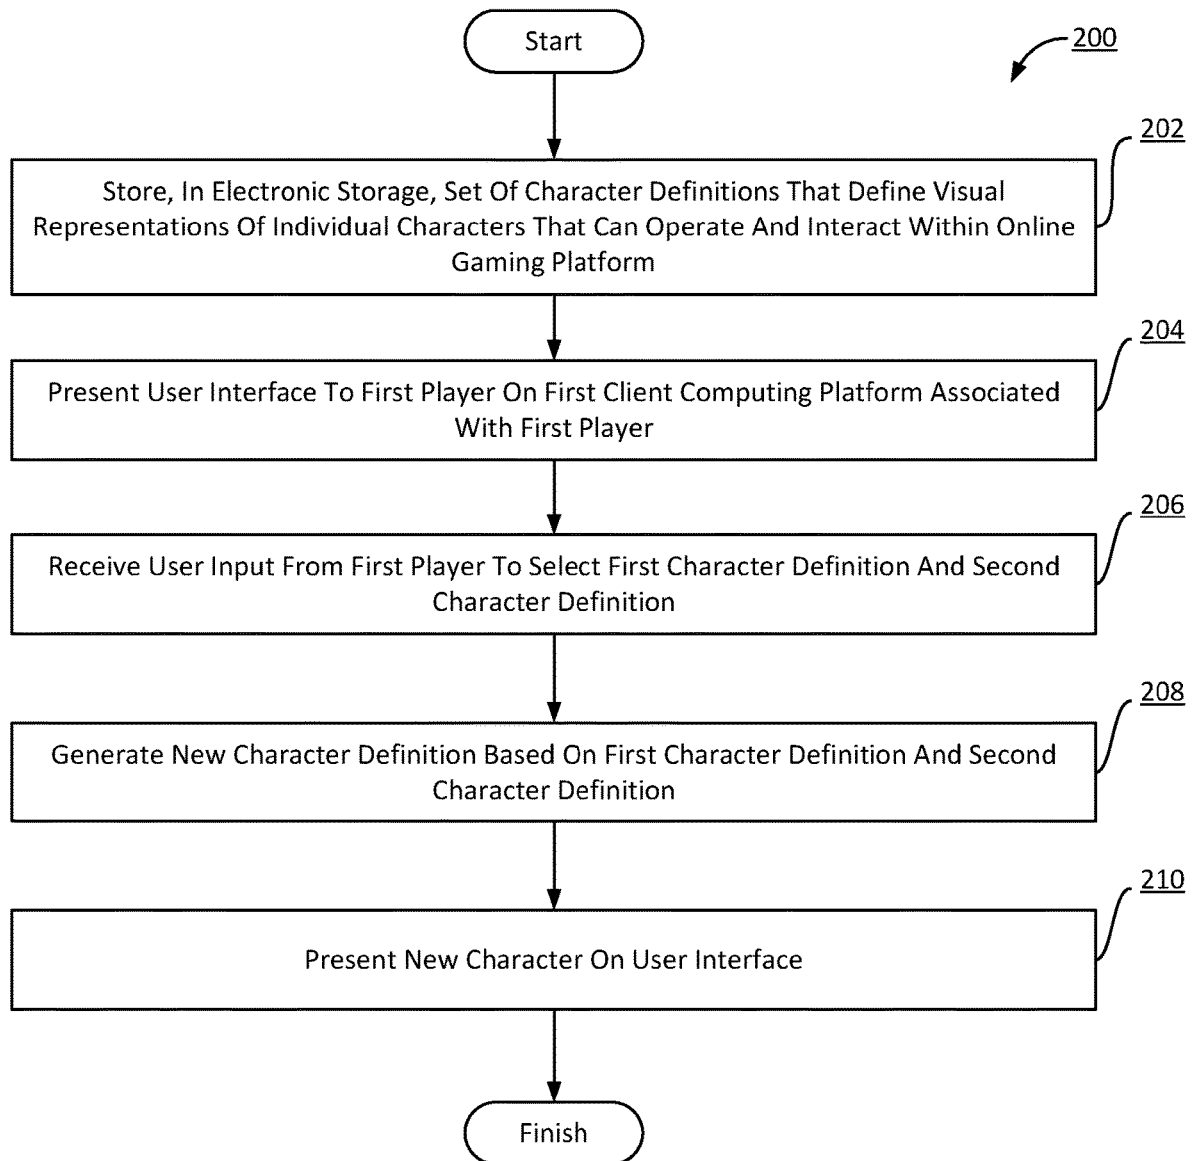 Start
200
202
Store, In Electronic Storage, Set Of Character Definitions That Define Visual
Representations Of Individual Characters That Can Operate And Interact Within Online
Gaming Platform
204
Present User Interface To First Player On First Client Computing Platform Associated
With First Player
206
Receive User Input From First Player To Select First Character Definition And Second
Character Definition
208
Generate New Character Definition Based On First Character Definition And Second
Character Definition
210
Present New Character On User Interface
Finish